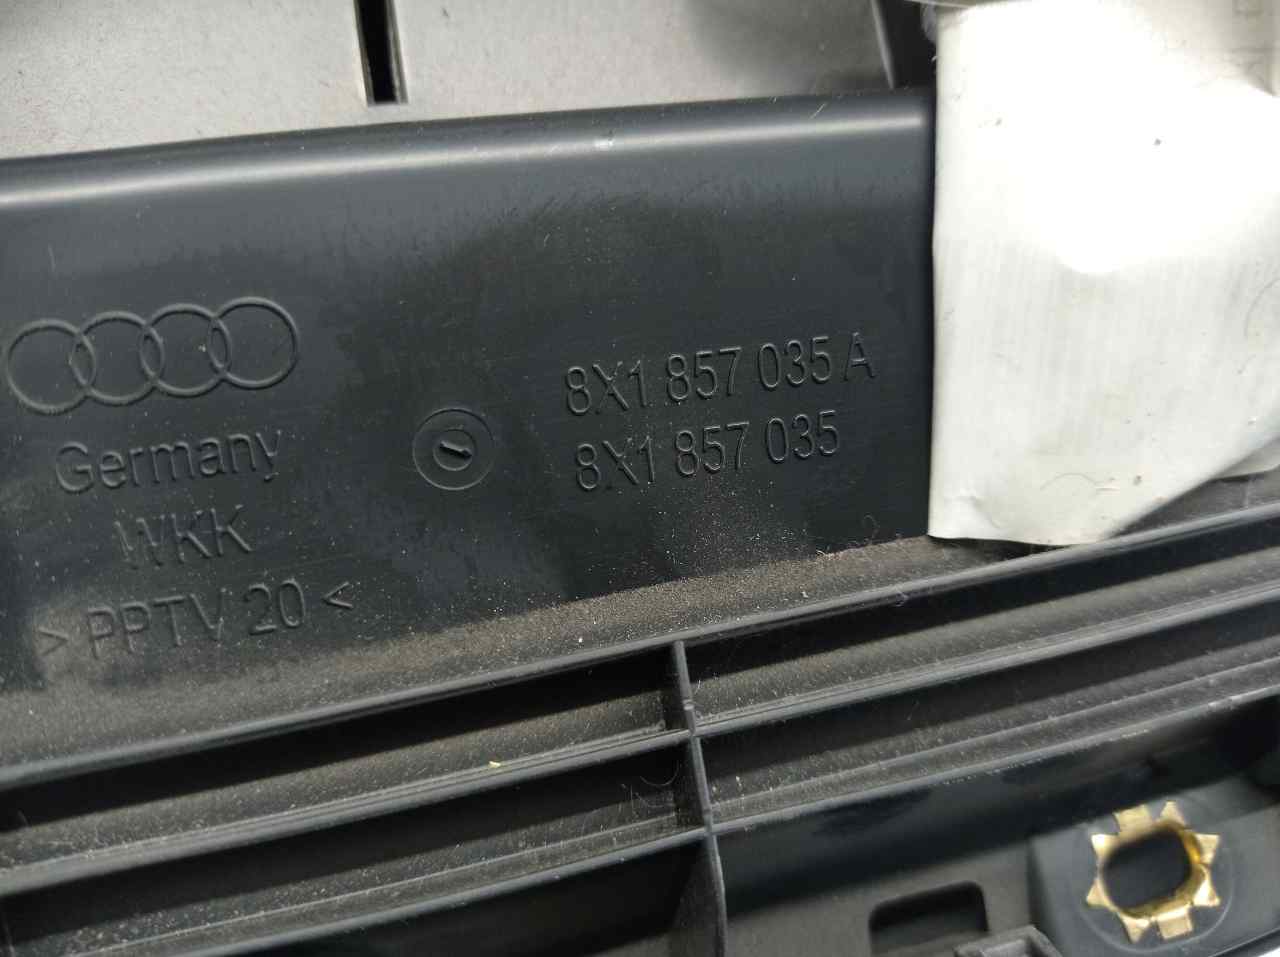 8X1 857 035 A
8X1 857 035
Germany
WKK
> PPTV 20 <